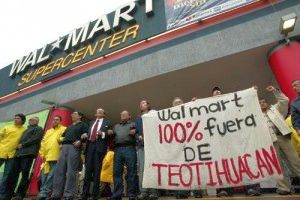 WAL★MART
SUPERCENTER
Walmart
100% fuera
DE
TEOTIHUACAN